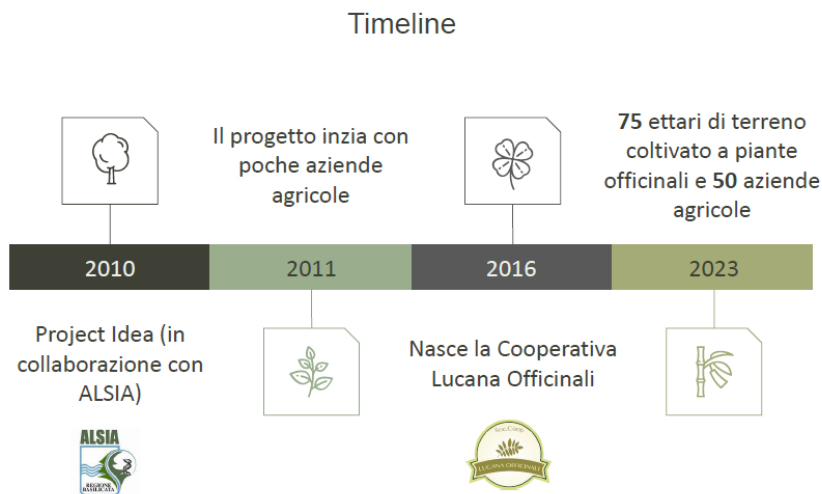 Timeline
Il progetto inzia con
poche aziende
agricole
75 ettari di terreno
coltivato a piante
officinali e 50 aziende
agricole
2010
2011
2016
2023
Project Idea (in
collaborazione con
ALSIA)
Nasce la Cooperativa
Lucana Officinali
ALSIA
REGIONE
BASILICATA
Soc.Coop
LUCANA OFFICINALI